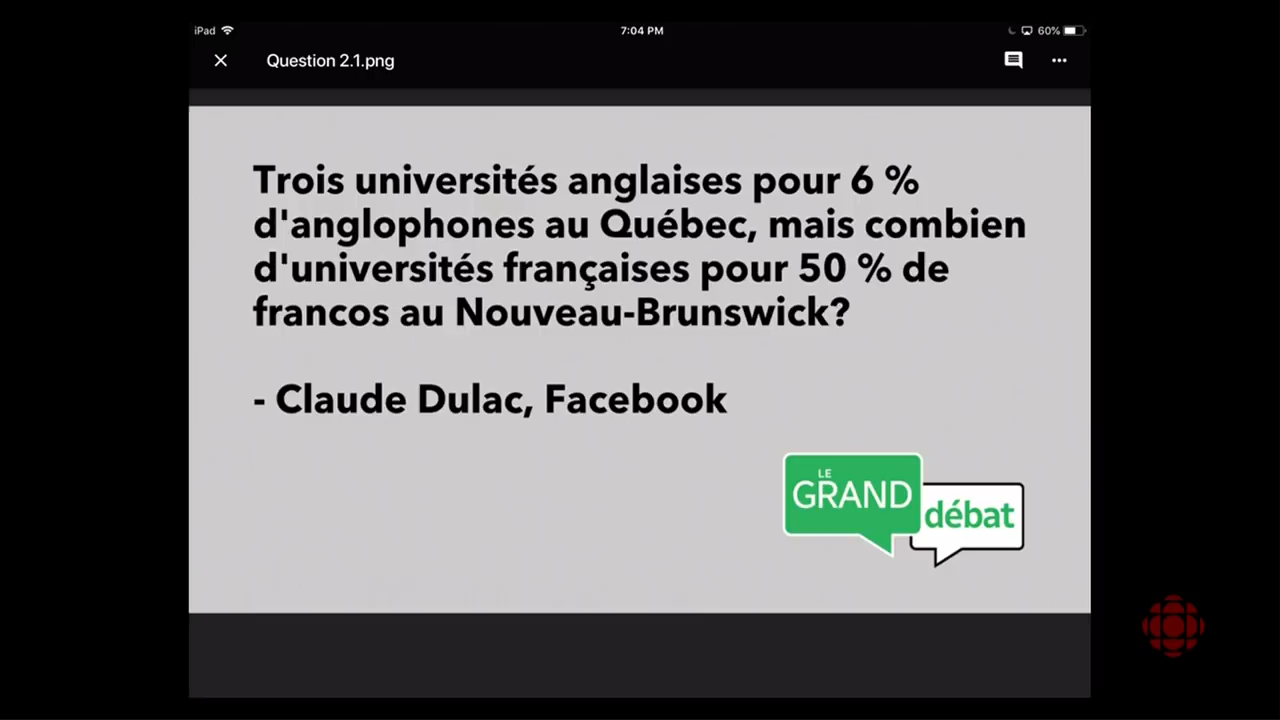 iPad 7:04 PM 60%
Question 2.1.png
Trois universités anglaises pour 6 %
d'anglophones au Québec, mais combien
d'universités françaises pour 50 % de
francos au Nouveau-Brunswick?
- Claude Dulac, Facebook
LE
GRAND
débat